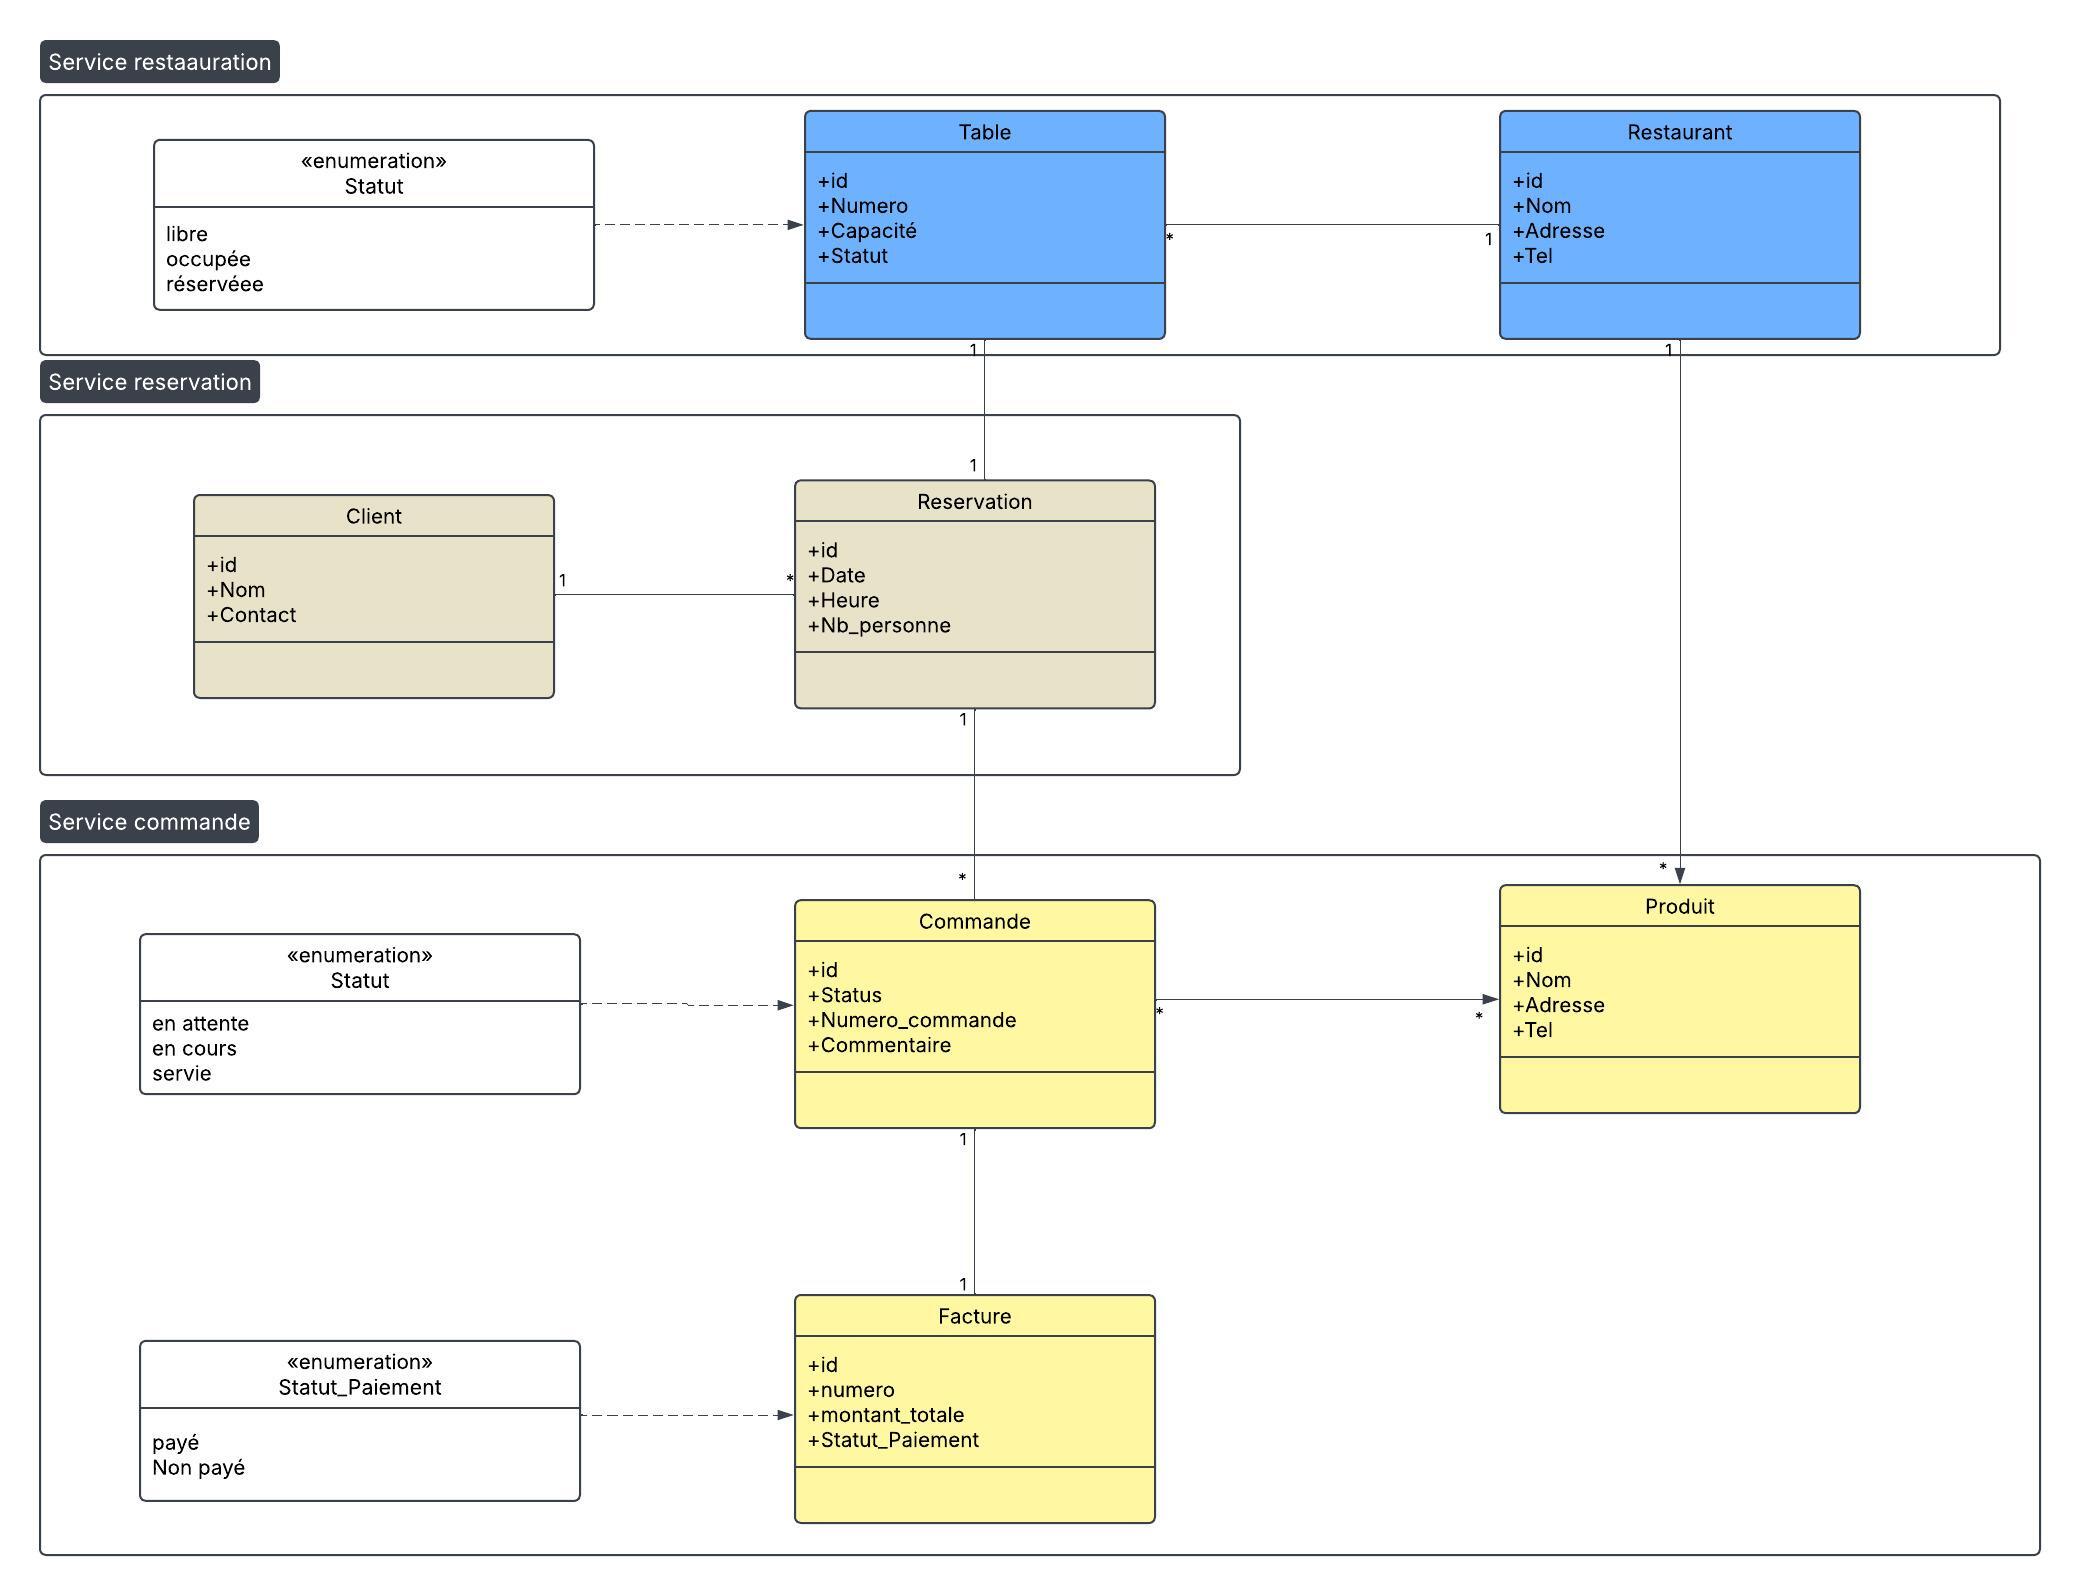 Service restaauration
«enumeration»
Statut
libre
occupée
réservéee
Table
+id
+Numero
+Capacité
+Statut
*
1
Restaurant
+id
+Nom
+Adresse
+Tel
1
1
Service reservation
1
Client
+id
+Nom
+Contact
1
*
Reservation
+id
+Date
+Heure
+Nb_personne
1
Service commande
*
*
«enumeration»
Statut
en attente
en cours
servie
Commande
+id
+Status
+Numero_commande
+Commentaire
*
*
Produit
+id
+Nom
+Adresse
+Tel
1
1
«enumeration»
Statut_Paiement
payé
Non payé
Facture
+id
+numero
+montant_totale
+Statut_Paiement